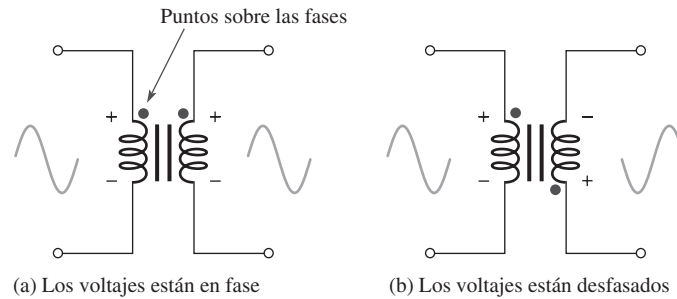 Puntos sobre las fases
+ +
− −
+ −
− +
(a) Los voltajes están en fase
(b) Los voltajes están desfasados